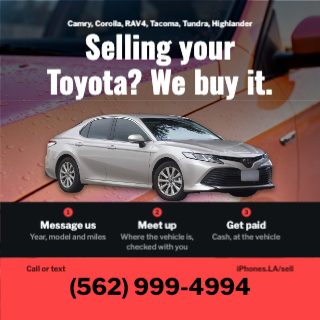 Camry, Corolla, RAV4, Tacoma, Tundra, Highlander
Selling your
Toyota? We buy it.
1 2 3
Message us Meet up Get paid
Year, model and miles Where the vehicle is, Cash, at the vehicle
checked with you
Call or text iPhones.LA/sell
(562) 999-4994